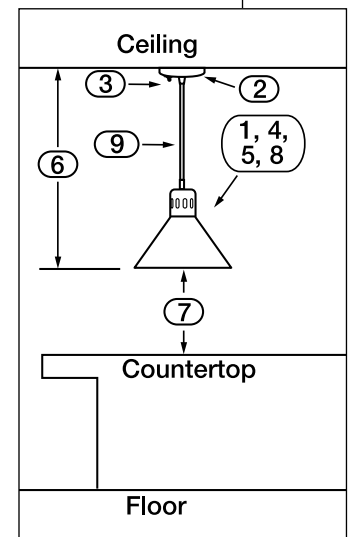 Ceiling
3
2
9
1, 4,
5, 8
6
7
Countertop
Floor